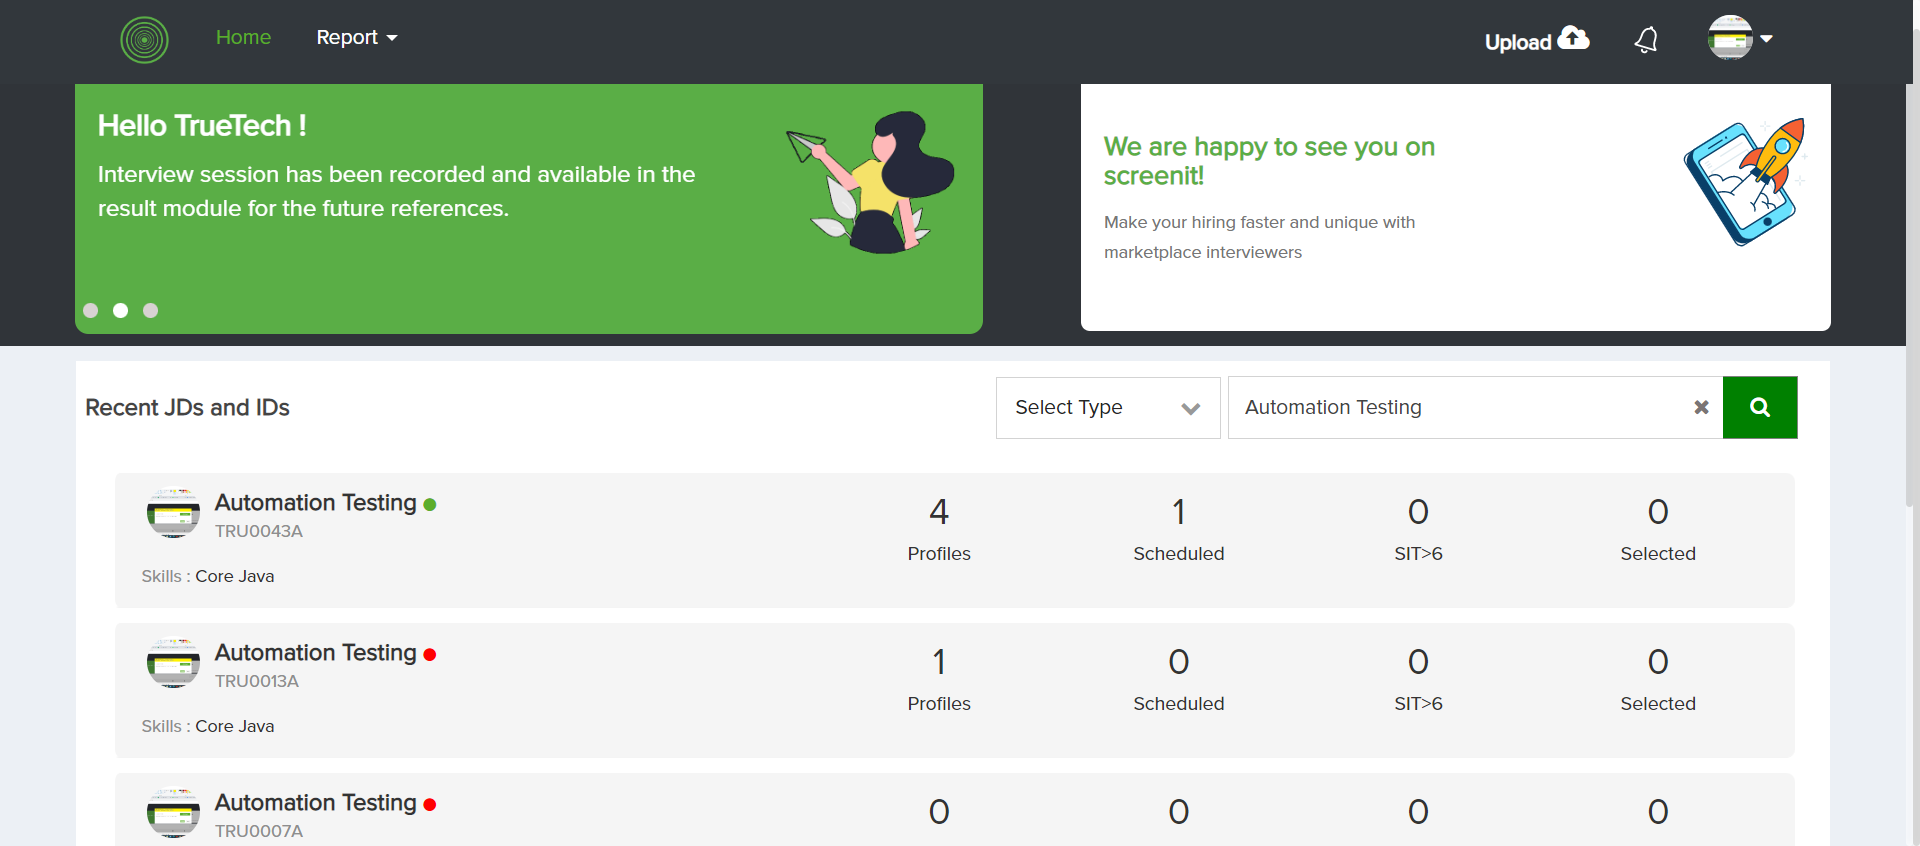 Home
Report
Upload
Hello TrueTech !
Interview session has been recorded and available in the
result module for the future references.
We are happy to see you on
screenit!
Make your hiring faster and unique with
marketplace interviewers
Recent JDs and IDs
Select Type
Automation Testing
Automation Testing
TRU0043A
Skills : Core Java
4
Profiles
1
Scheduled
0
SIT>6
0
Selected
Automation Testing
TRU0013A
Skills : Core Java
1
Profiles
0
Scheduled
0
SIT>6
0
Selected
Automation Testing
TRU0007A
0
0
0
0